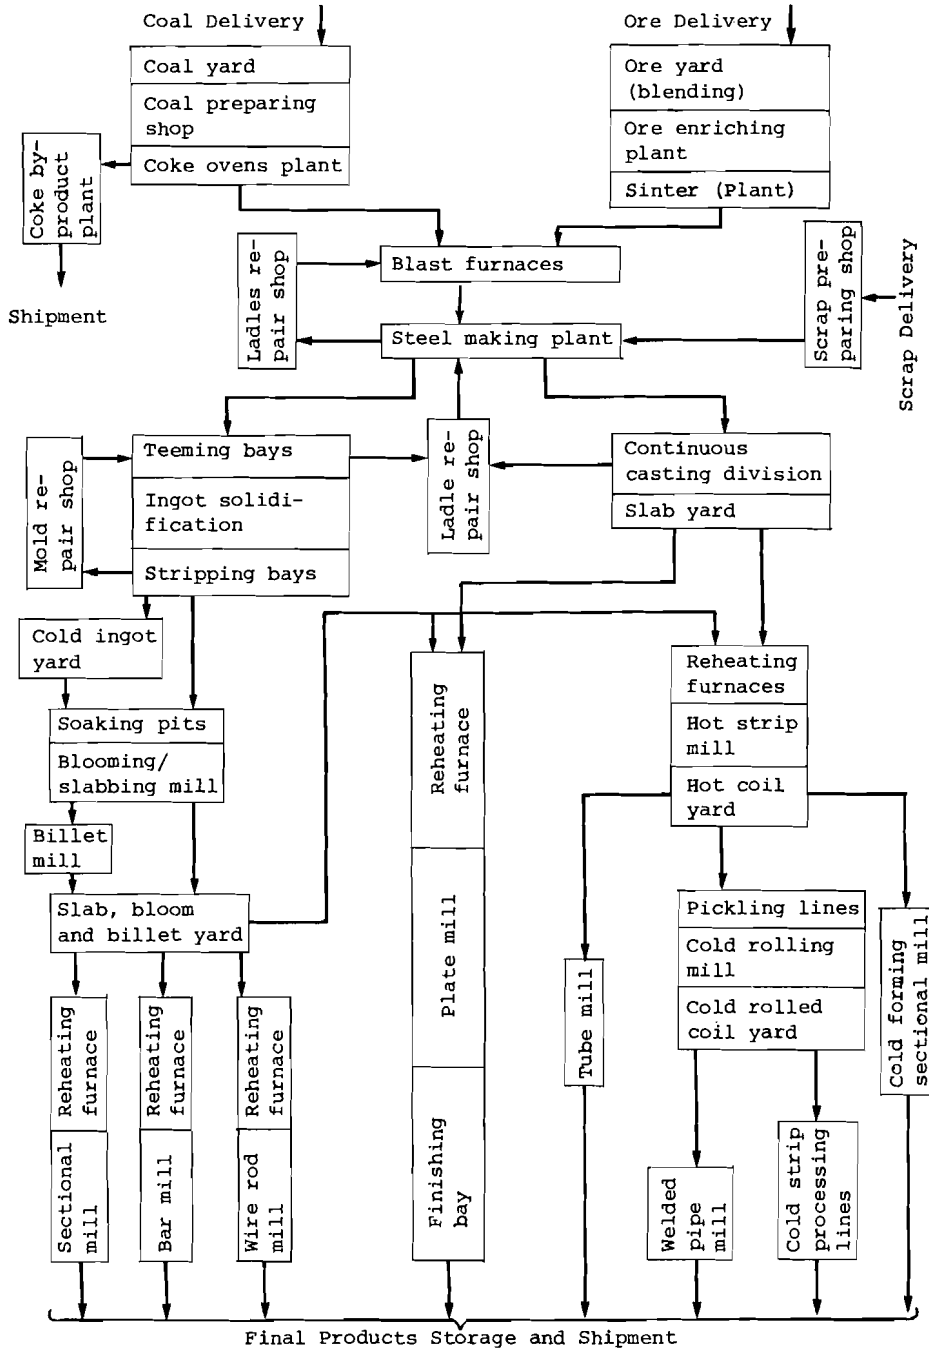 Coal Delivery
Ore Delivery
Coal yard
Coal preparing
shop
Coke ovens plant
Ore yard
(blending)
Ore enriching
plant
Sinter (Plant)
Coke by-
product
plant
Shipment
Ladles re-
pair shop
Blast furnaces
Steel making plant
Scrap pre-
paring shop
Scrap Delivery
Mold re-
pair shop
Teeming bays
Ingot solidi-
fication
Stripping bays
Ladle re-
pair shop
Continuous
casting division
Slab yard
Cold ingot
yard
Soaking pits
Blooming/
slabbing mill
Billet
mill
Slab, bloom
and billet yard
Reheating
furnace
Plate mill
Finishing
bay
Reheating
furnaces
Hot strip
mill
Hot coil
yard
Pickling lines
Cold rolling
mill
Cold rolled
coil yard
Tube mill
Cold forming
sectional mill
Reheating
furnace
Sectional
mill
Reheating
furnace
Bar mill
Reheating
furnace
Wire rod
mill
Welded
pipe
mill
Cold strip
processing
lines
Final Products Storage and Shipment